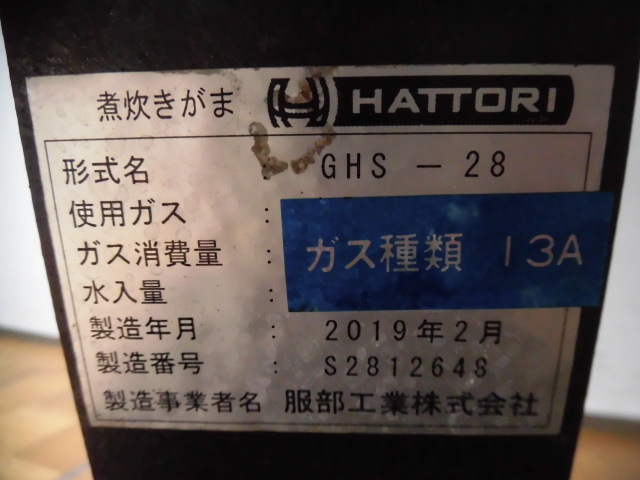 煮炊きがま HATTORI
形式名 : GHS - 28
使用ガス :
ガス消費量 : ガス種類 13A
水入量 :
製造年月 : 2019年2月
製造番号 : S281264S
製造事業者名 服部工業株式会社